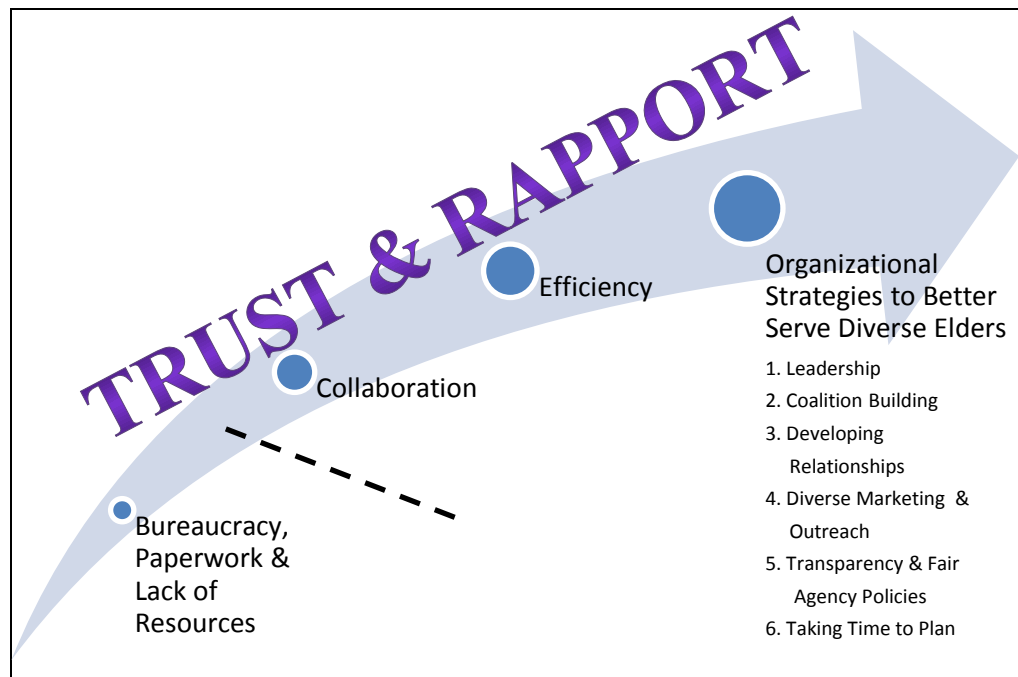 TRUST & RAPPORT
Bureaucracy,
Paperwork &
Lack of
Resources
Collaboration
Efficiency
Organizational
Strategies to Better
Serve Diverse Elders
1. Leadership
2. Coalition Building
3. Developing
Relationships
4. Diverse Marketing &
Outreach
5. Transparency & Fair
Agency Policies
6. Taking Time to Plan